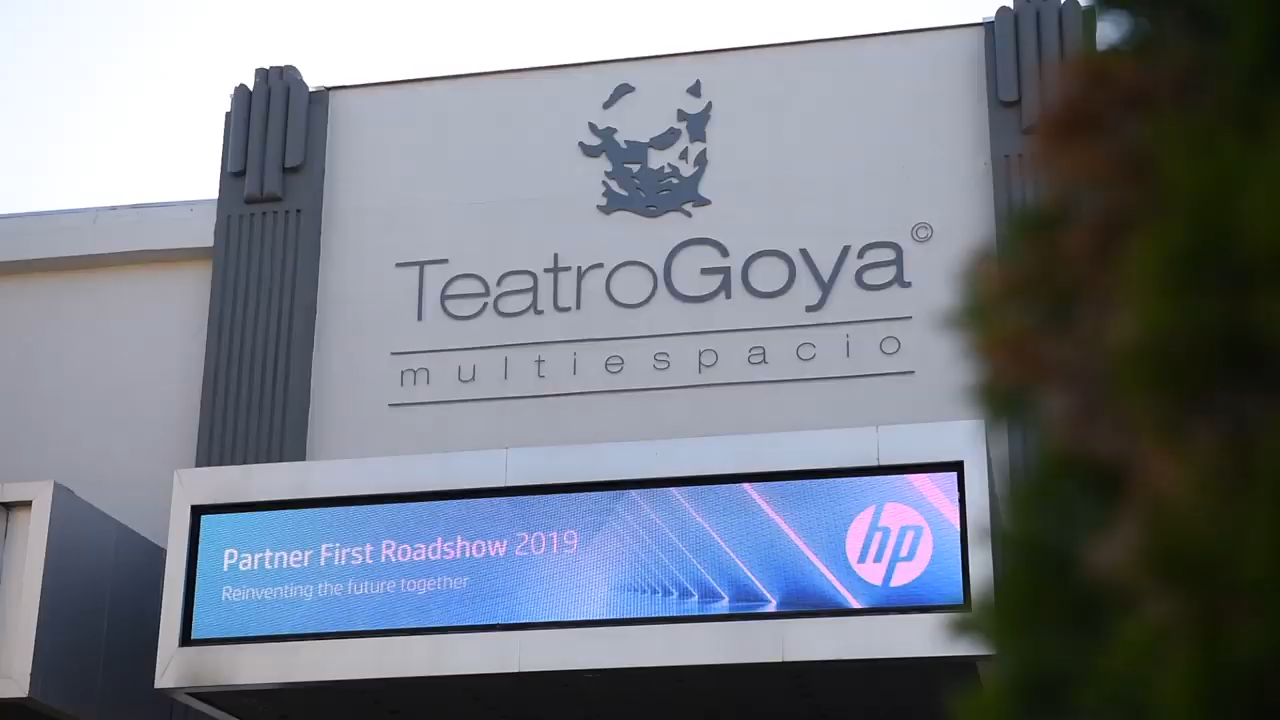 TeatroGoya©
multiespacio
Partner First Roadshow 2019
Reinventing the future together
hp